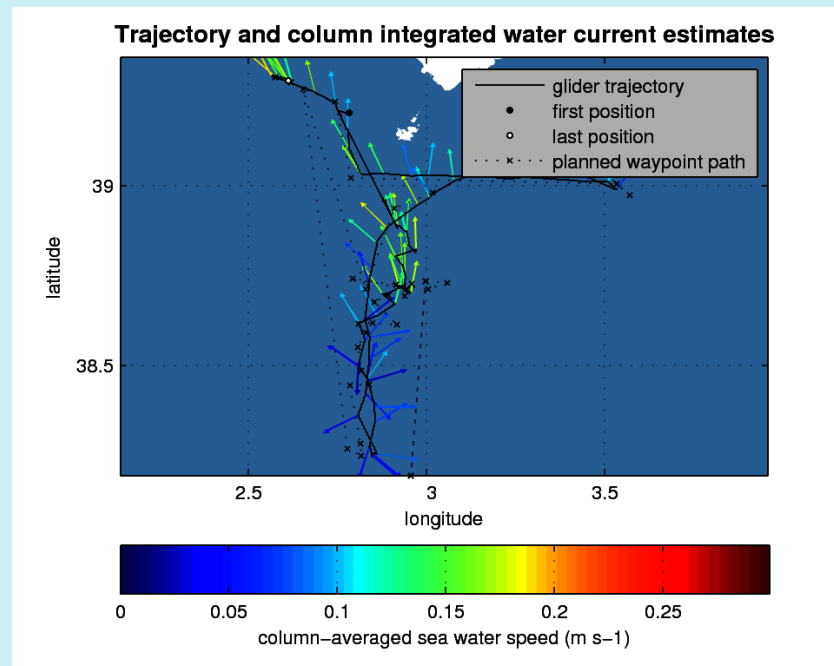 Trajectory and column integrated water current estimates
glider trajectory
first position
last position
planned waypoint path
39
38.5
latitude
2.5 3 3.5
longitude
0 0.05 0.1 0.15 0.2 0.25
column−averaged sea water speed (m s−1)